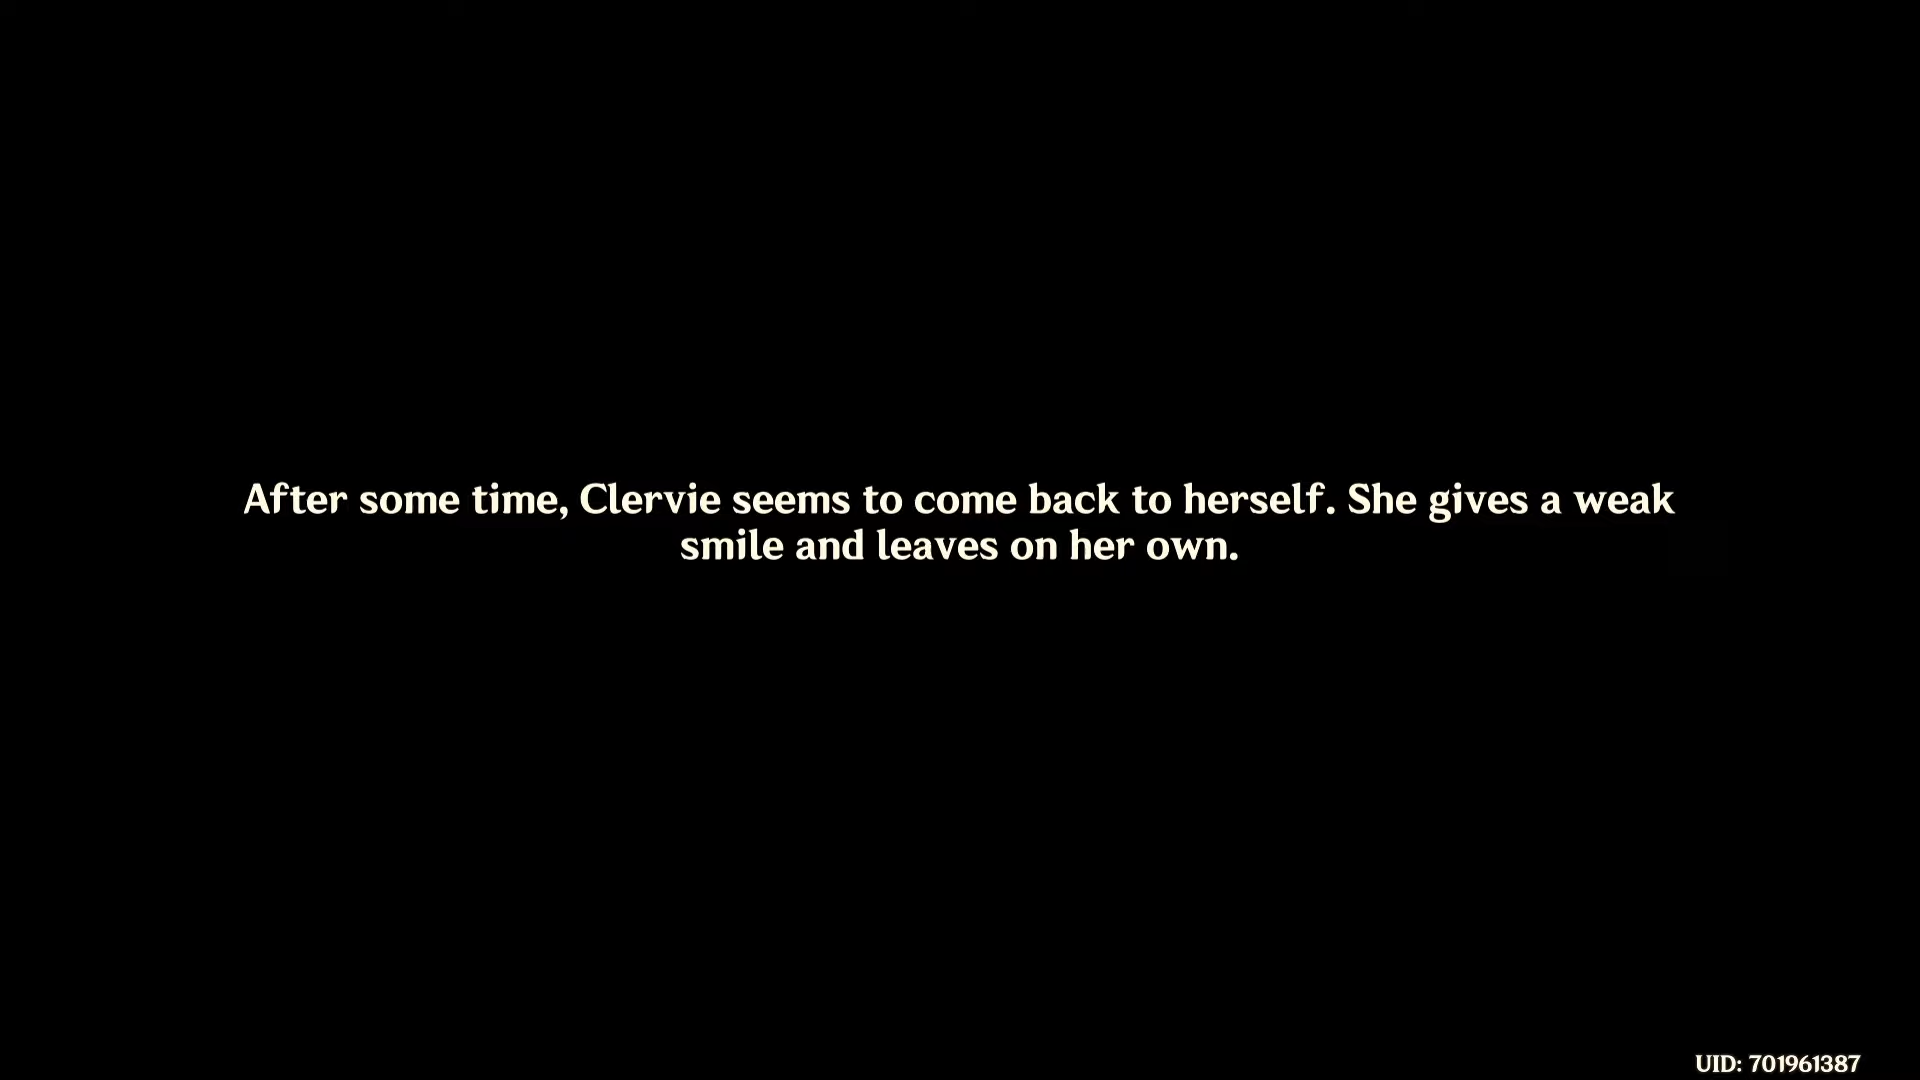 After some time, Clervie seems to come back to herself. She gives a weak
smile and leaves on her own.
UID: 701961387